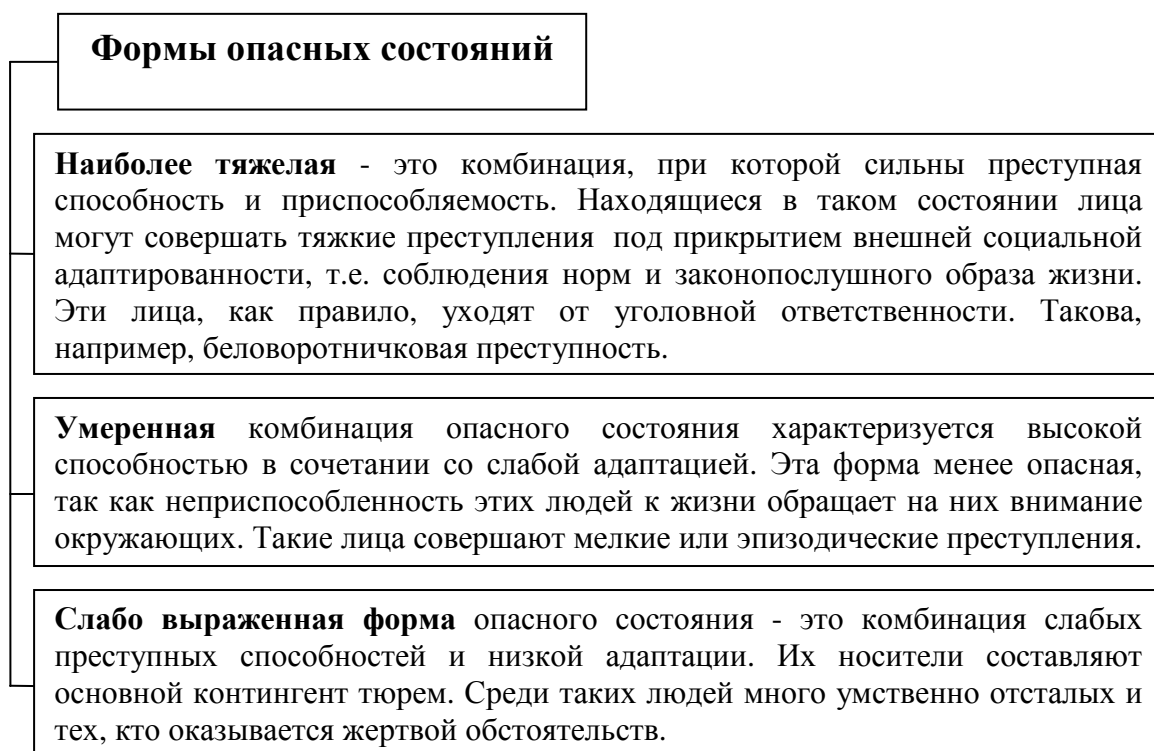 Формы опасных состояний
Наиболее тяжелая - это комбинация, при которой сильны преступная
способность и приспособляемость. Находящиеся в таком состоянии лица
могут совершать тяжкие преступления под прикрытием внешней социальной
адаптированности, т.е. соблюдения норм и законопослушного образа жизни.
Эти лица, как правило, уходят от уголовной ответственности. Такова,
например, беловоротничковая преступность.
Умеренная комбинация опасного состояния характеризуется высокой
способностью в сочетании со слабой адаптацией. Эта форма менее опасная,
так как неприспособленность этих людей к жизни обращает на них внимание
окружающих. Такие лица совершают мелкие или эпизодические преступления.
Слабо выраженная форма опасного состояния - это комбинация слабых
преступных способностей и низкой адаптации. Их носители составляют
основной контингент тюрем. Среди таких людей много умственно отсталых и
тех, кто оказывается жертвой обстоятельств.